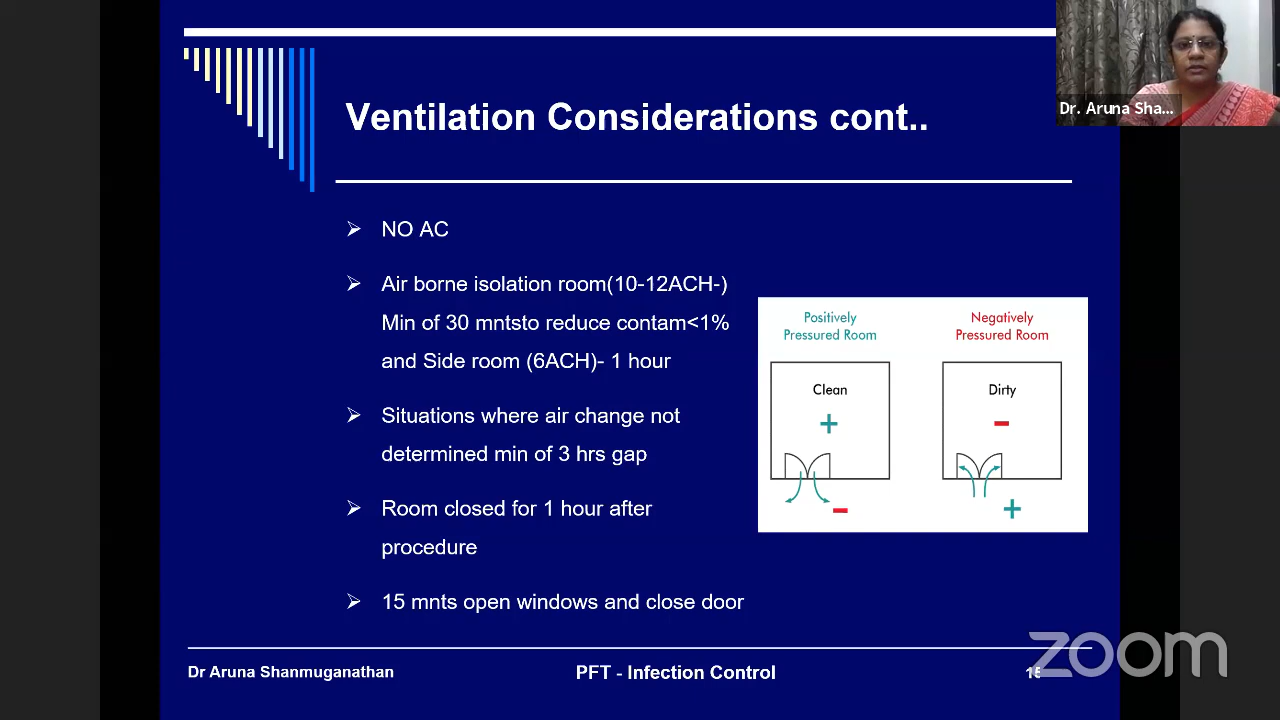 Ventilation Considerations cont..
Dr. Aruna Sha...
NO AC
Air borne isolation room(10-12ACH-)
Min of 30 mntsto reduce contam<1%
and Side room (6ACH)- 1 hour
Situations where air change not
determined min of 3 hrs gap
Room closed for 1 hour after
procedure
15 mnts open windows and close door
Positively
Pressured Room
Clean
+
-
Negatively
Pressured Room
Dirty
-
+
Dr Aruna Shanmuganathan
PFT - Infection Control
zoom